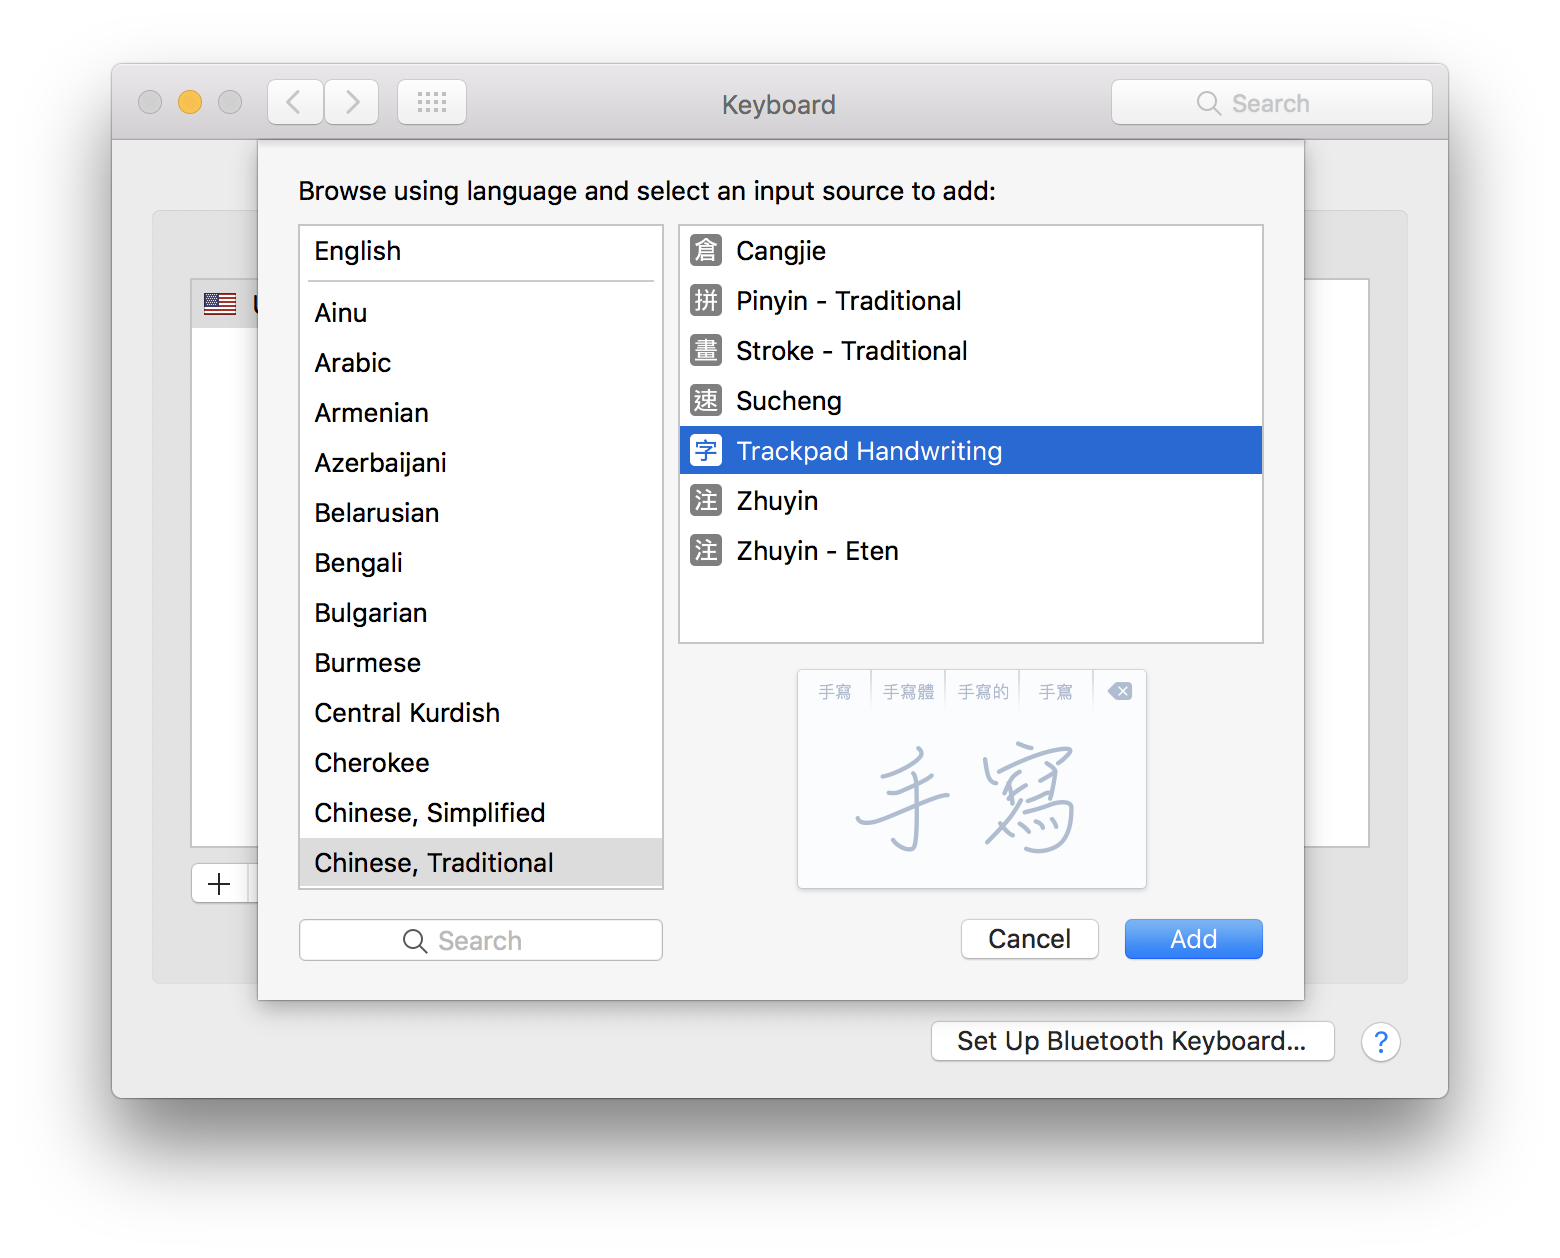 Keyboard
Search
Browse using language and select an input source to add:
English
Ainu
Arabic
Armenian
Azerbaijani
Belarusian
Bengali
Bulgarian
Burmese
Central Kurdish
Cherokee
Chinese, Simplified
Chinese, Traditional
Search
倉 Cangjie
拼 Pinyin - Traditional
畫 Stroke - Traditional
速 Sucheng
字 Trackpad Handwriting
注 Zhuyin
注 Zhuyin - Eten
手寫 手寫體 手寫的 手寫
手寫
Cancel Add
Set Up Bluetooth Keyboard...
?